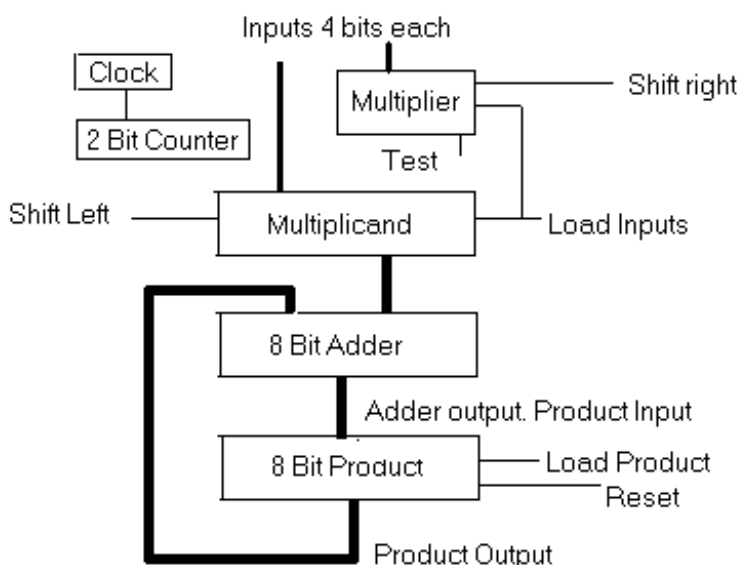 Inputs 4 bits each
Clock
Multiplier
Shift right
2 Bit Counter
Test
Shift Left
Multiplicand
Load Inputs
8 Bit Adder
Adder output. Product Input
8 Bit Product
Load Product
Reset
Product Output